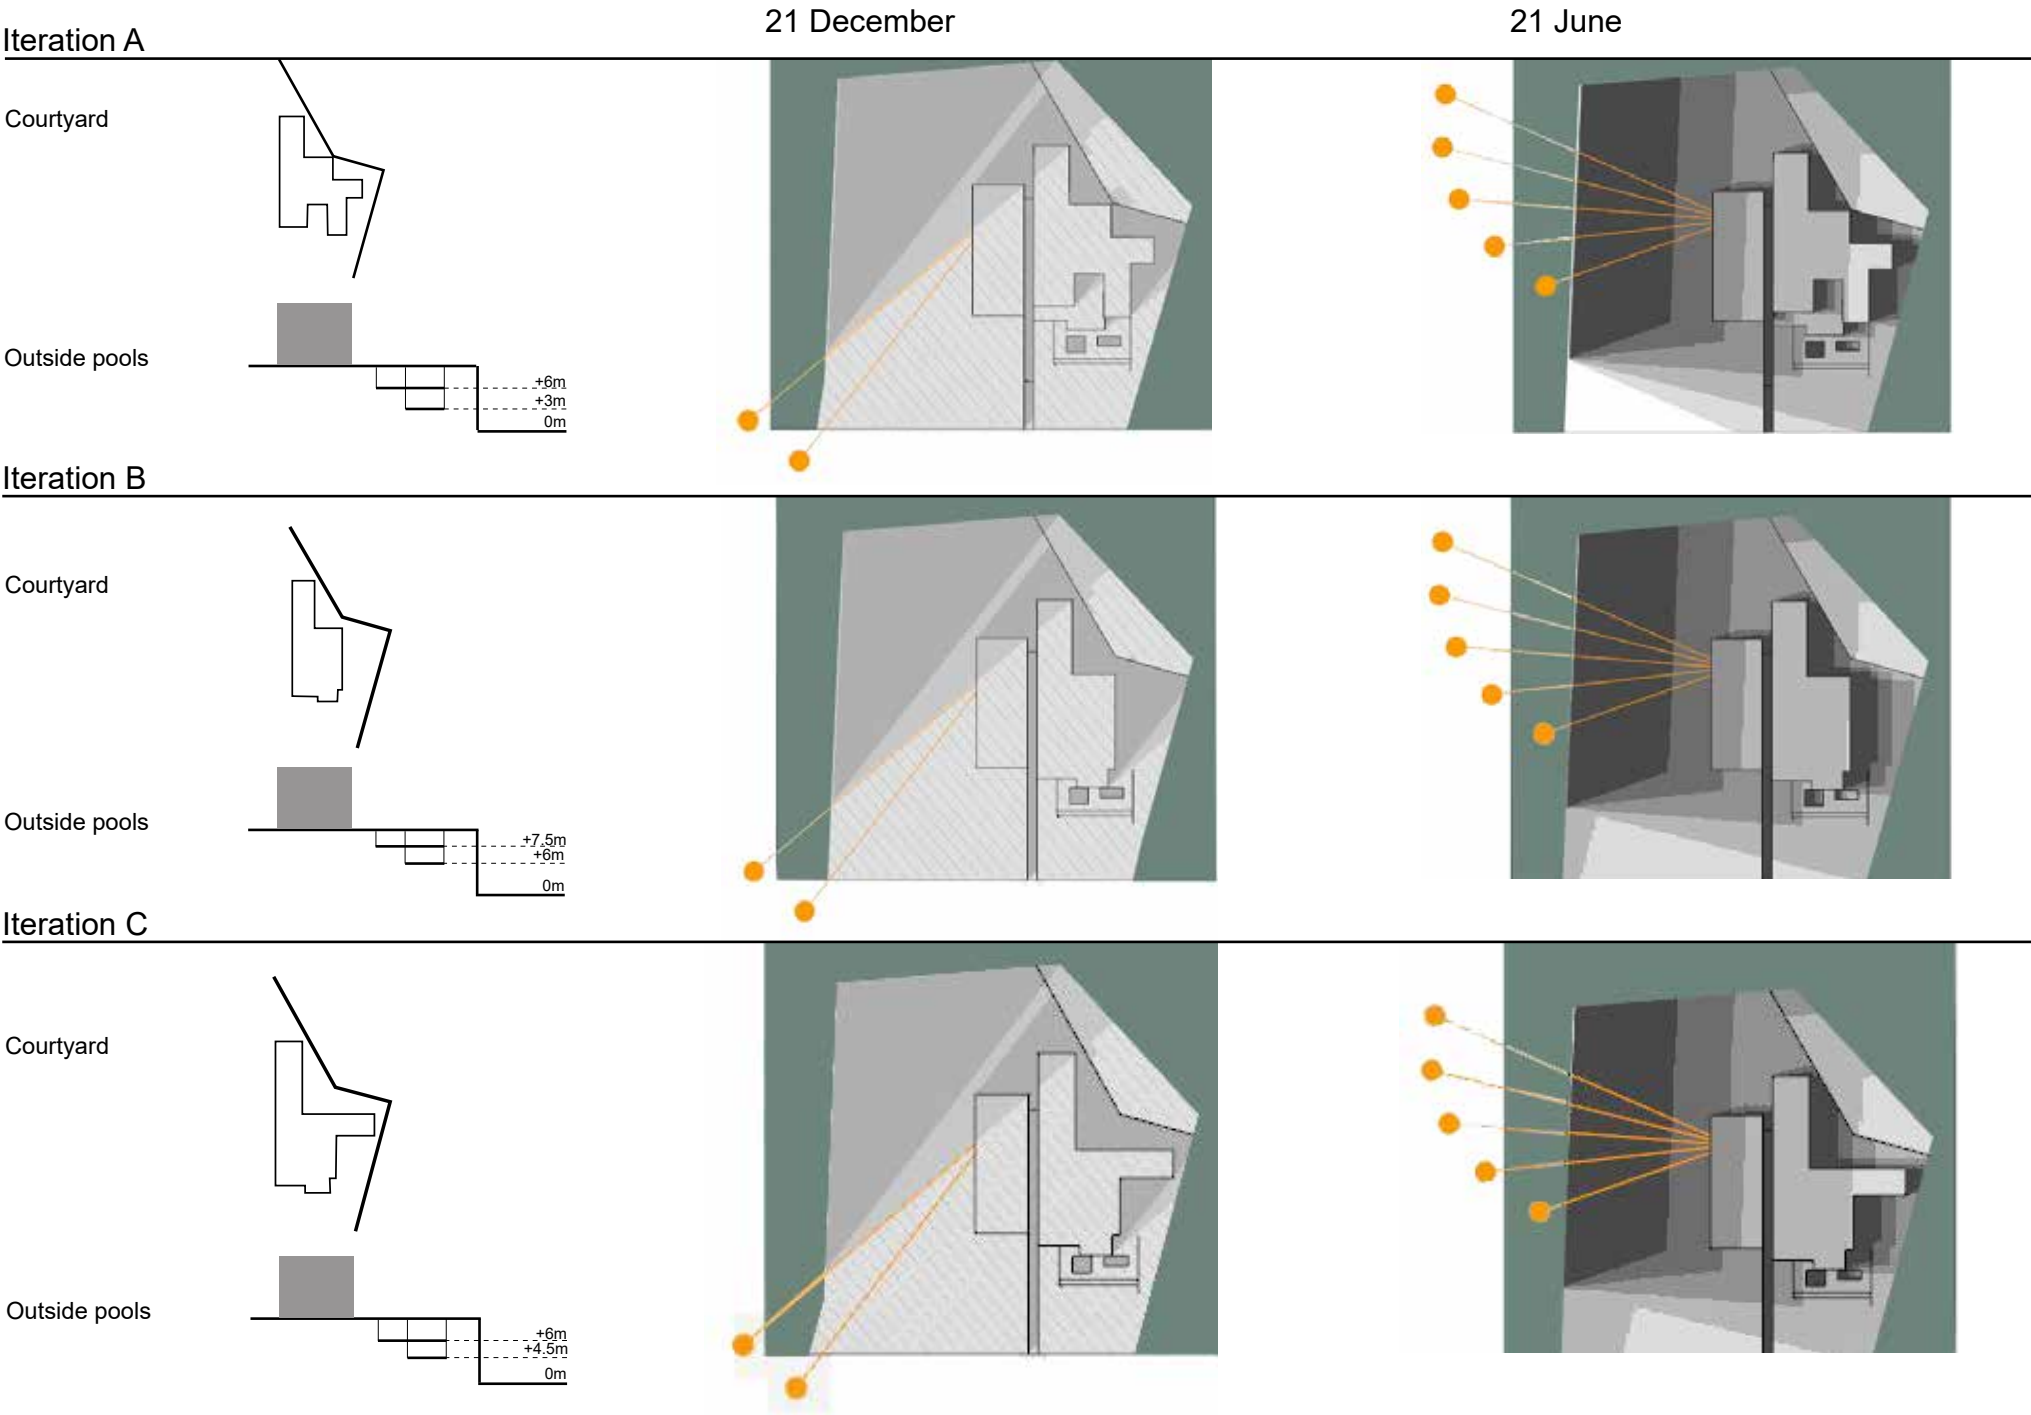 21 December
21 June
Iteration A
Courtyard
Outside pools
+6m
+3m
0m
Iteration B
Courtyard
Outside pools
+7.5m
+6m
0m
Iteration C
Courtyard
Outside pools
+6m
+4.5m
0m